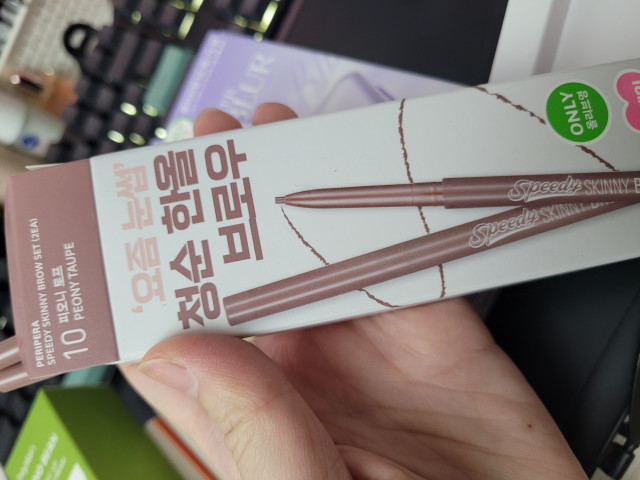 PERIPERA
SPEEDY SKINNY BROW SET (2EA)
10 피오니 토프
PEONY TAUPE
'요즘 눈썹'
청순 한올
브로우
Speedy SKINNY B
Speedy SKINNY B
ONLY
올리브영
BLUR